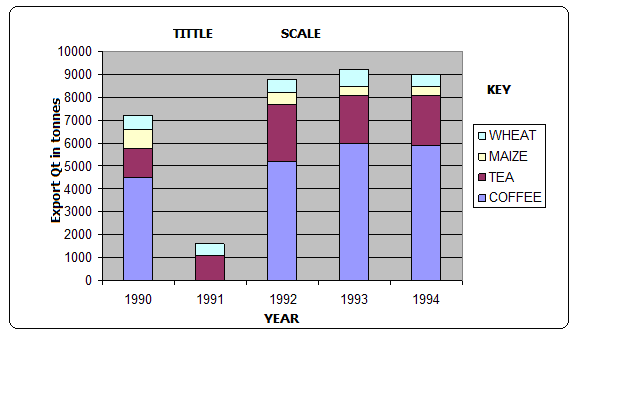 TITTLE SCALE
10000
9000
8000
7000
6000
5000
4000
3000
2000
1000
0
Export Qt in tonnes
1990 1991 1992 1993 1994
YEAR
KEY
WHEAT
MAIZE
TEA
COFFEE